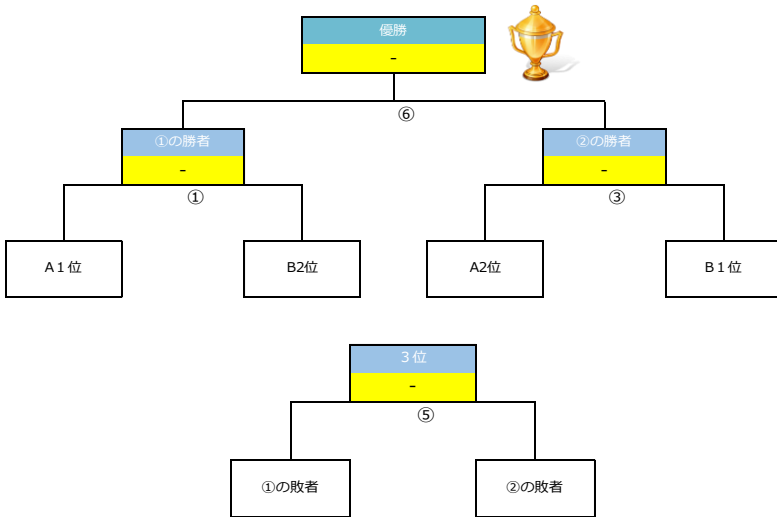 優勝
-
⑥
①の勝者
②の勝者
-
-
①
③
A１位
B2位
A2位
B１位
３位
-
⑤
①の敗者
②の敗者